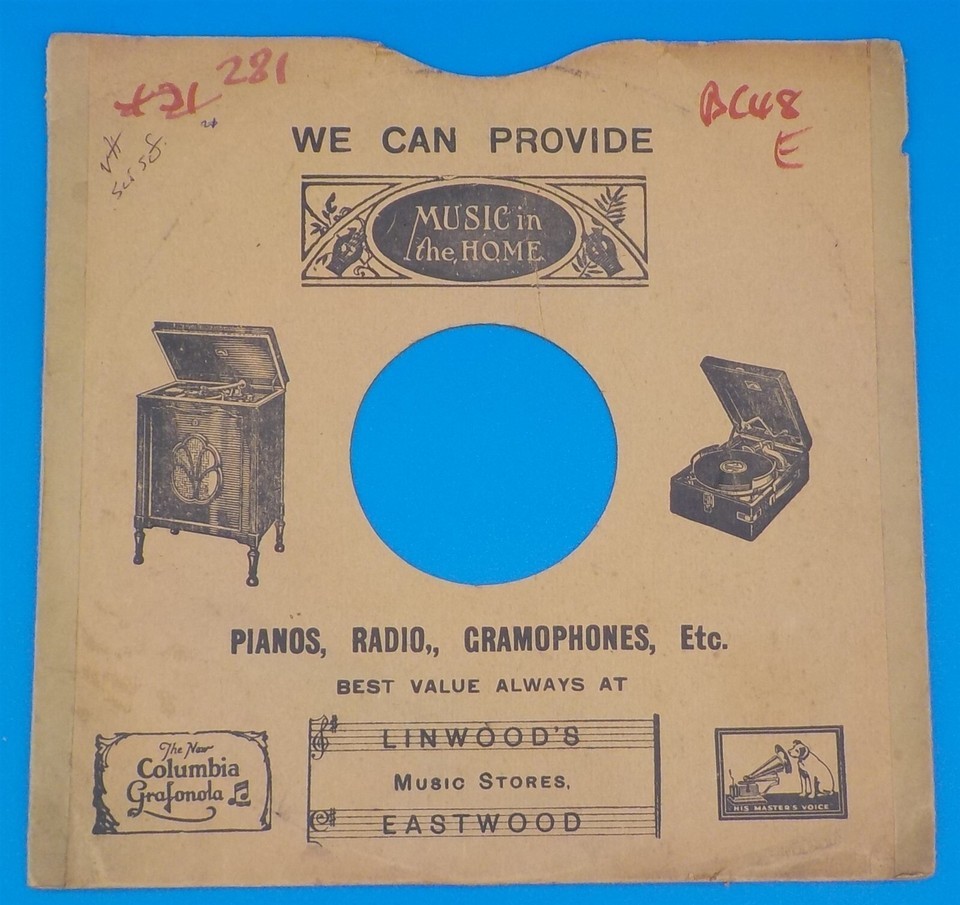 281
BC48
E
WE CAN PROVIDE
MUSIC in
the HOME
PIANOS, RADIO,, GRAMOPHONES, Etc.
BEST VALUE ALWAYS AT
The New
Columbia
Grafonola
LINWOOD'S
MUSIC STORES,
EASTWOOD
HIS MASTER'S VOICE